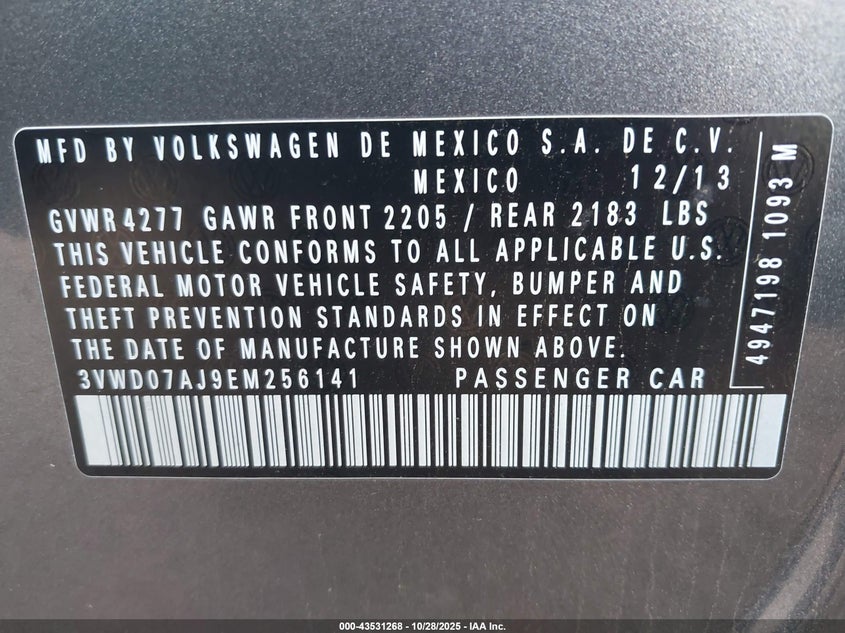 MFD BY VOLKSWAGEN DE MEXICO S.A. DE C.V.
MEXICO 12/13
GVWR 4277 GAWR FRONT 2205 / REAR 2183 LBS
THIS VEHICLE CONFORMS TO ALL APPLICABLE U.S.
FEDERAL MOTOR VEHICLE SAFETY, BUMPER AND
THEFT PREVENTION STANDARDS IN EFFECT ON
THE DATE OF MANUFACTURE SHOWN ABOVE.
3VWD07AJ9EM256141 PASSENGER CAR
4947198 1093 M
000-43531268 - 10/28/2025 - IAA Inc.